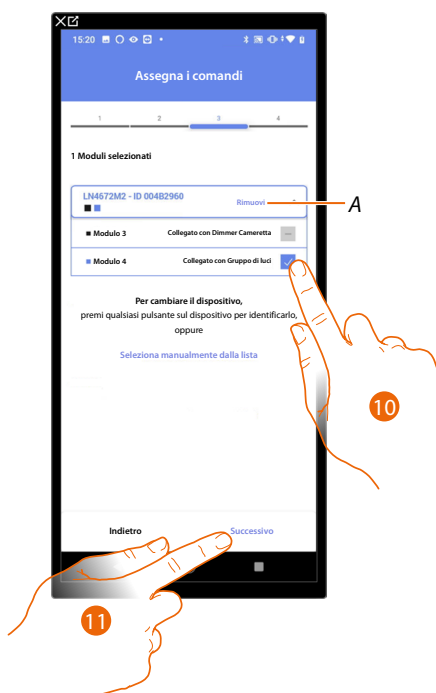 15:20
Assegna i comandi
1 2 3 4
1 Moduli selezionati
LN4672M2 - ID 004B2960
Rimuovi
A
Modulo 3 Collegato con Dimmer Cameretta
Modulo 4 Collegato con Gruppo di luci
Per cambiare il dispositivo,
premi qualsiasi pulsante sul dispositivo per identificarlo,
oppure
Seleziona manualmente dalla lista
10
Indietro Successivo
11